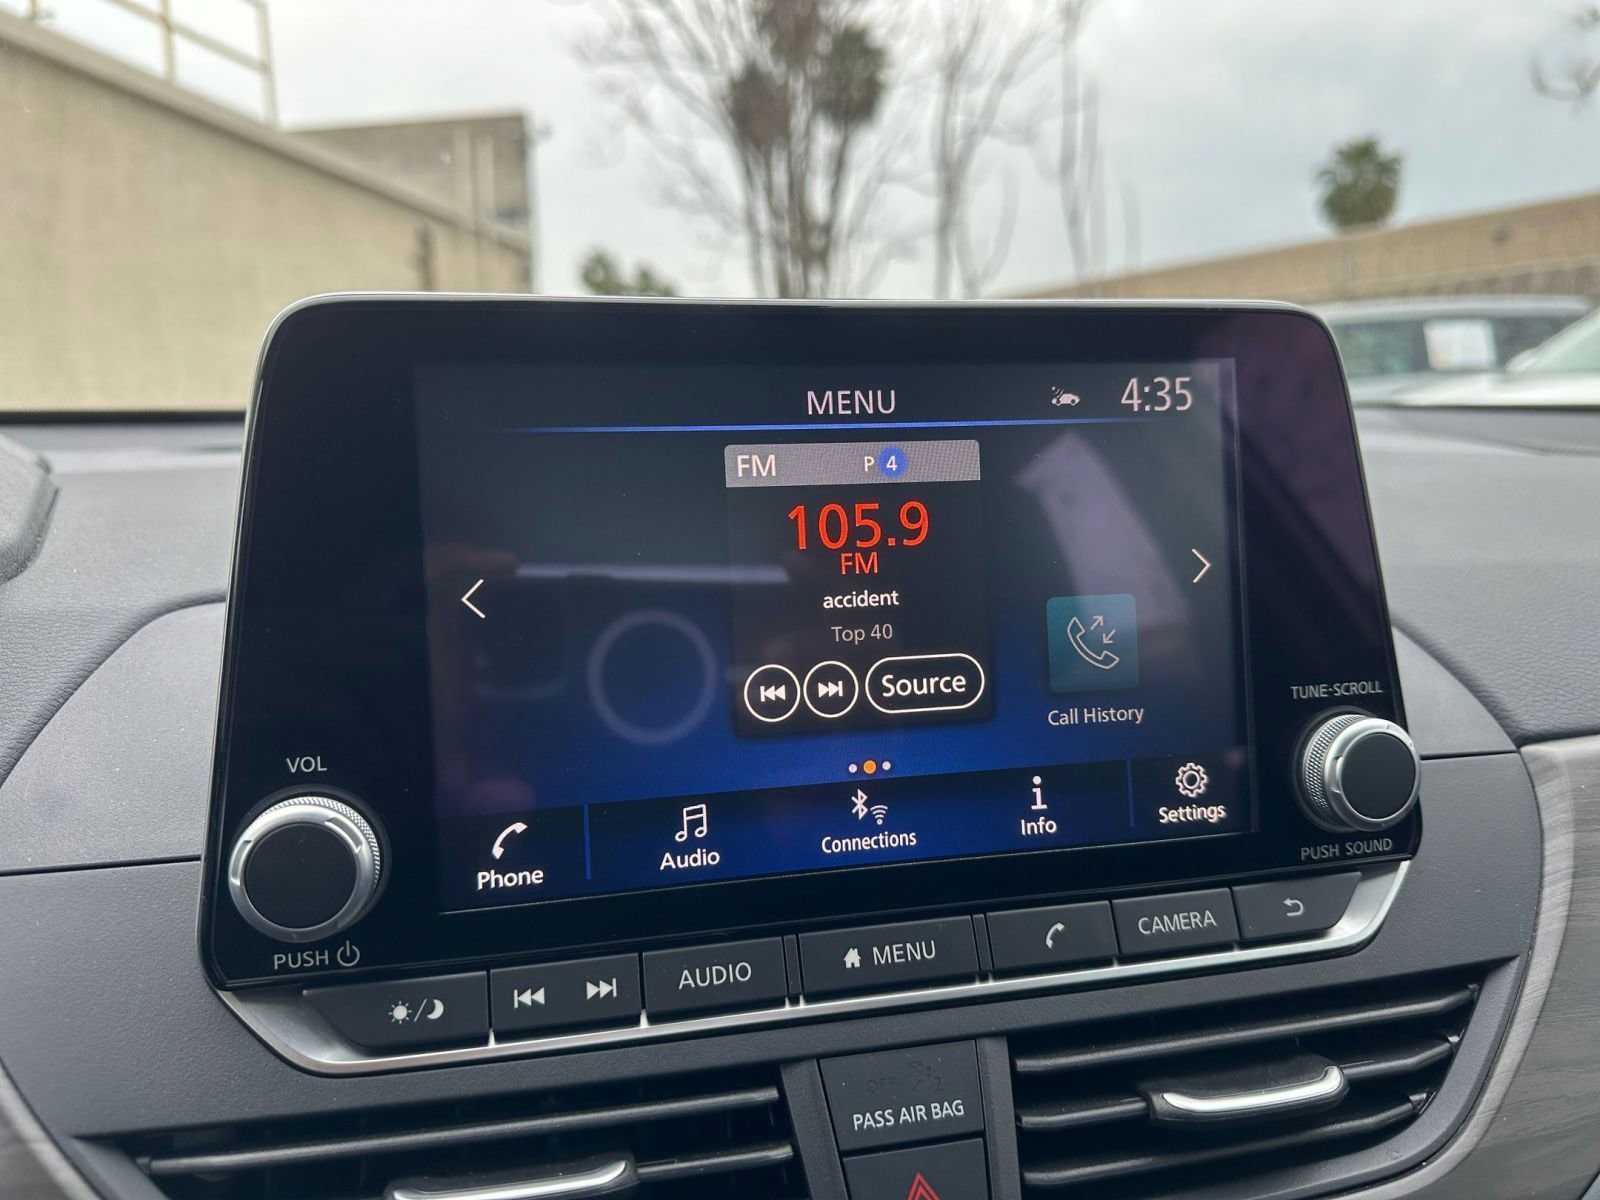 MENU
4:35
FM P 4
105.9
FM
accident
Top 40
Source
Call History
Phone
Audio
Connections
Info
Settings
VOL
PUSH
TUNE·SCROLL
PUSH SOUND
AUDIO
MENU
CAMERA
OFF
PASS AIR BAG